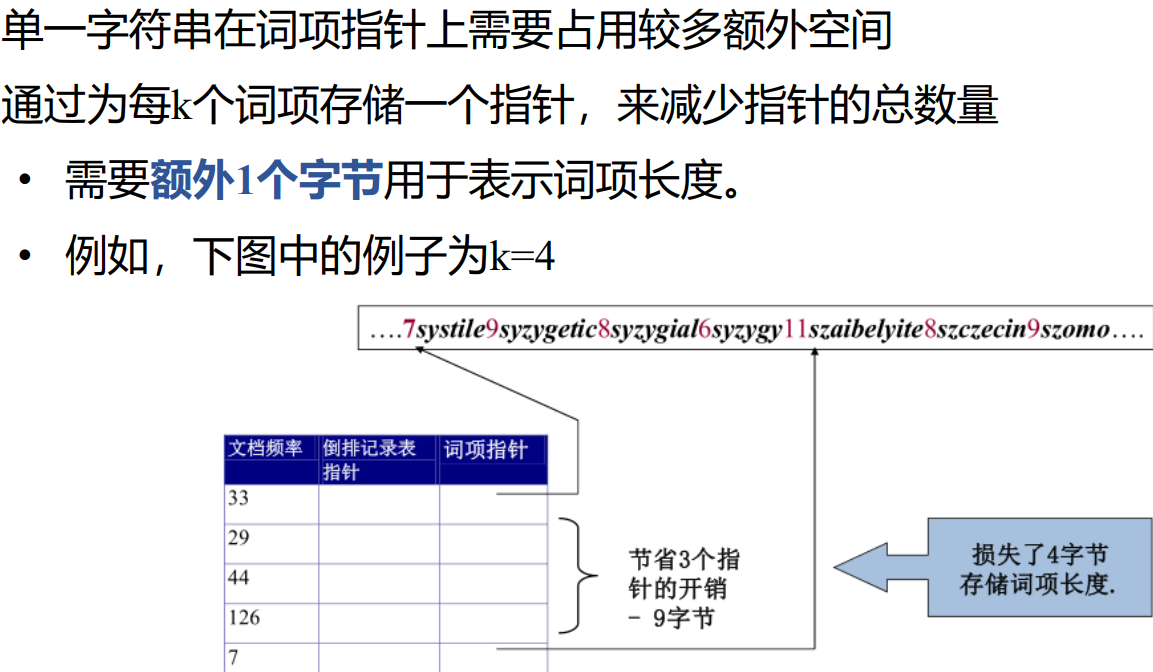 单一字符串在词项指针上需要占用较多额外空间
通过为每k个词项存储一个指针，来减少指针的总数量
• 需要额外1个字节用于表示词项长度。
• 例如，下图中的例子为k=4
….7systile9syzygetic8syzygial6syzygy11szaibelyite8szczecin9szomo….
文档频率 倒排记录表 词项指针
指针
33
29
44
126
7
节省3个指
针的开销
- 9字节
损失了4字节
存储词项长度.